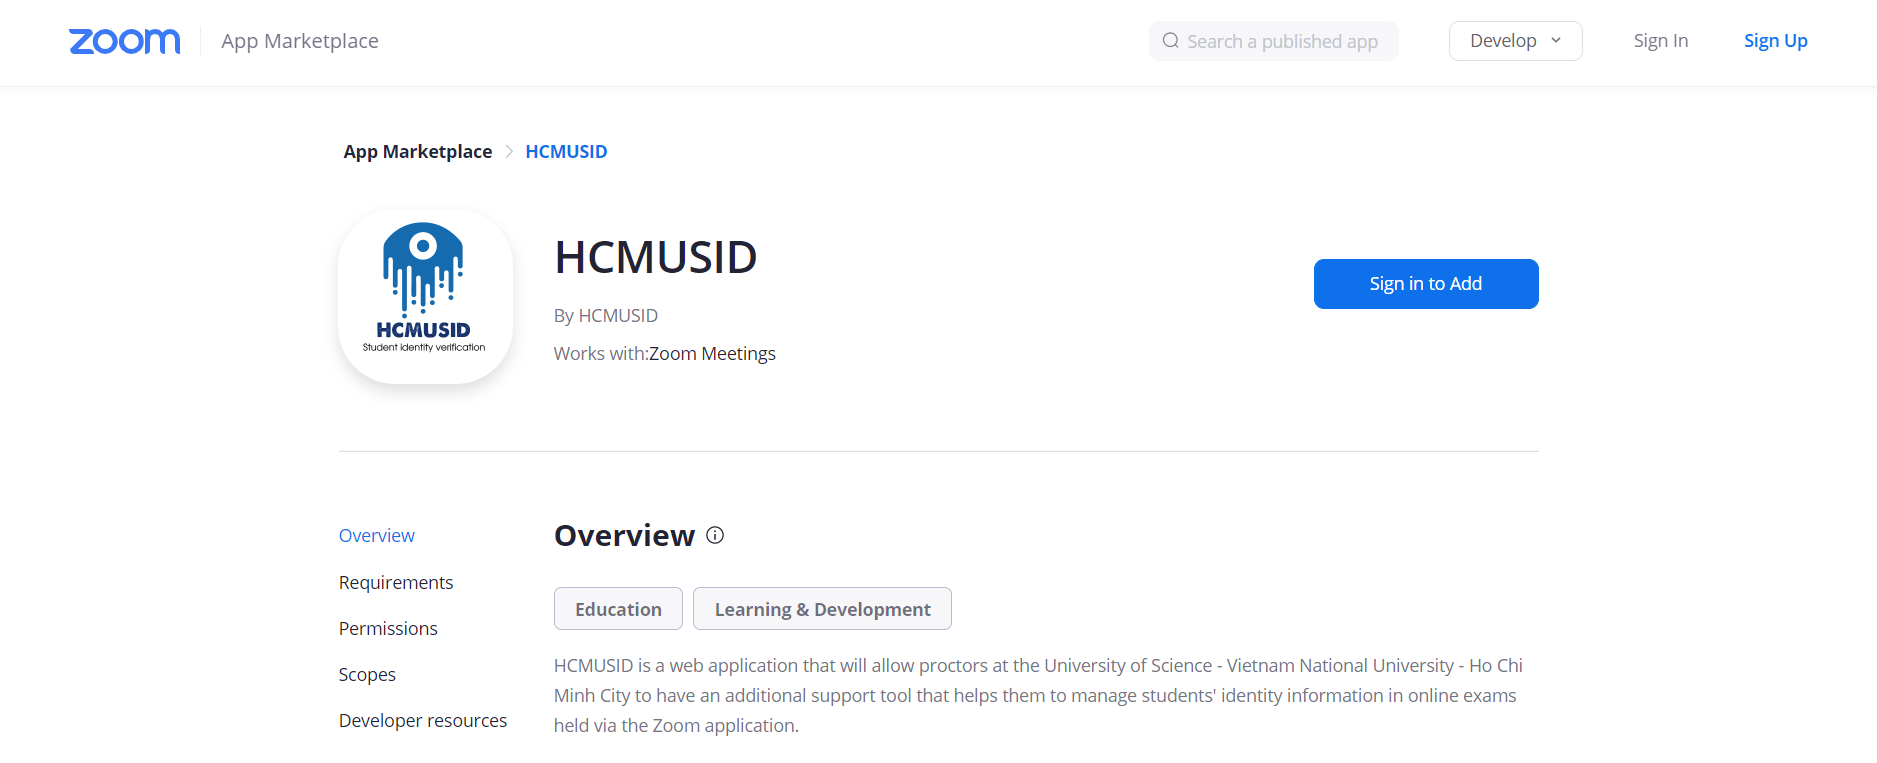 zoom
App Marketplace
Search a published app
Develop
Sign In
Sign Up
App Marketplace > HCMUSID
HCMUSID
Student identity verification
HCMUSID
By HCMUSID
Works with:Zoom Meetings
Sign in to Add
Overview
Requirements
Permissions
Scopes
Developer resources
Overview
Education
Learning & Development
HCMUSID is a web application that will allow proctors at the University of Science - Vietnam National University - Ho Chi
Minh City to have an additional support tool that helps them to manage students' identity information in online exams
held via the Zoom application.